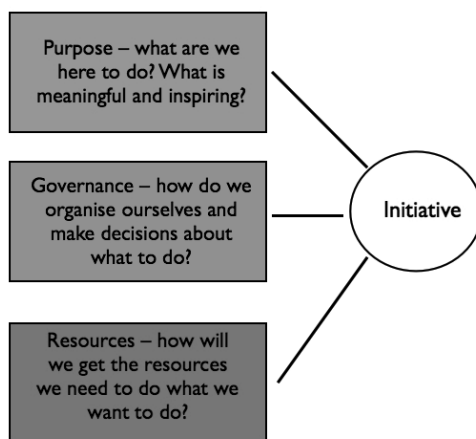 Purpose – what are we
here to do? What is
meaningful and inspiring?
Governance – how do we
organise ourselves and
make decisions about
what to do?
Initiative
Resources – how will
we get the resources
we need to do what we
want to do?